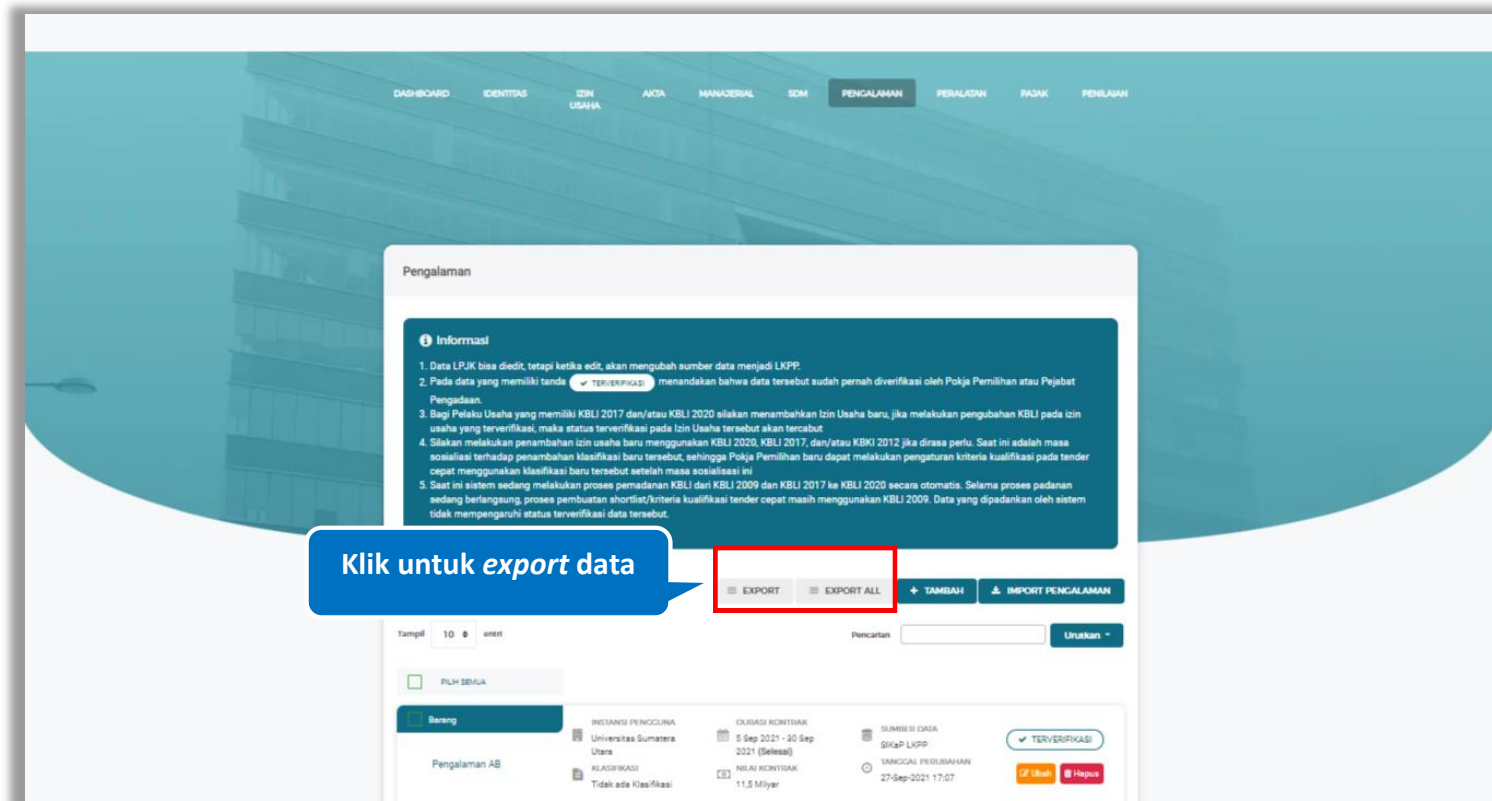 DASHBOARD IDENTITAS IZIN USAHA AKTA MANAJERIAL SDM PENGALAMAN PERALATAN PAJAK PENILAIAN
Pengalaman
Informasi
1. Data LPJK bisa diedit, tetapi ketika edit, akan mengubah sumber data menjadi LKPP.
2. Pada data yang memiliki tanda TERVERIFIKASI menandakan bahwa data tersebut sudah pernah diverifikasi oleh Pokja Pemilihan atau Pejabat
Pengadaan.
3. Bagi Pelaku Usaha yang memiliki KBLI 2017 dan/atau KBLI 2020 silakan menambahkan Izin Usaha baru, jika melakukan pengubahan KBLI pada izin
usaha yang terverifikasi, maka status terverifikasi pada Izin Usaha tersebut akan tercabut
4. Silakan melakukan penambahan izin usaha baru menggunakan KBLI 2020, KBLI 2017, dan/atau KBKI 2012 jika dirasa perlu. Saat ini adalah masa
sosialiasi terhadap penambahan klasifikasi baru tersebut, sehingga Pokja Pemilihan baru dapat melakukan pengaturan kriteria kualifikasi pada tender
cepat menggunakan klasifikasi baru tersebut setelah masa sosialisasi ini
5. Saat ini sistem sedang melakukan proses pemadanan KBLI dari KBLI 2009 dan KBLI 2017 ke KBLI 2020 secara otomatis. Selama proses padanan
sedang berlangsung, proses pembuatan shortlist/kriteria kualifikasi tender cepat masih menggunakan KBLI 2009. Data yang dipadankan oleh sistem
tidak mempengaruhi status terverifikasi data tersebut.
Klik untuk export data
EXPORT EXPORT ALL + TAMBAH IMPORT PENGALAMAN
Tampil 10 entri Pencarian Urutkan
PILIH SEMUA
Barang
Pengalaman AB
INSTANSI PENGGUNA
Universitas Sumatera
Utara
KLASIFIKASI
Tidak ada Klasifikasi
DURASI KONTRAK
5 Sep 2021 - 30 Sep
2021 (Selesai)
NILAI KONTRAK
11,5 Milyar
SUMBER DATA
SIKaP LKPP
TANGGAL PERUBAHAN
27-Sep-2021 17:07
TERVERIFIKASI
Ubah Hapus